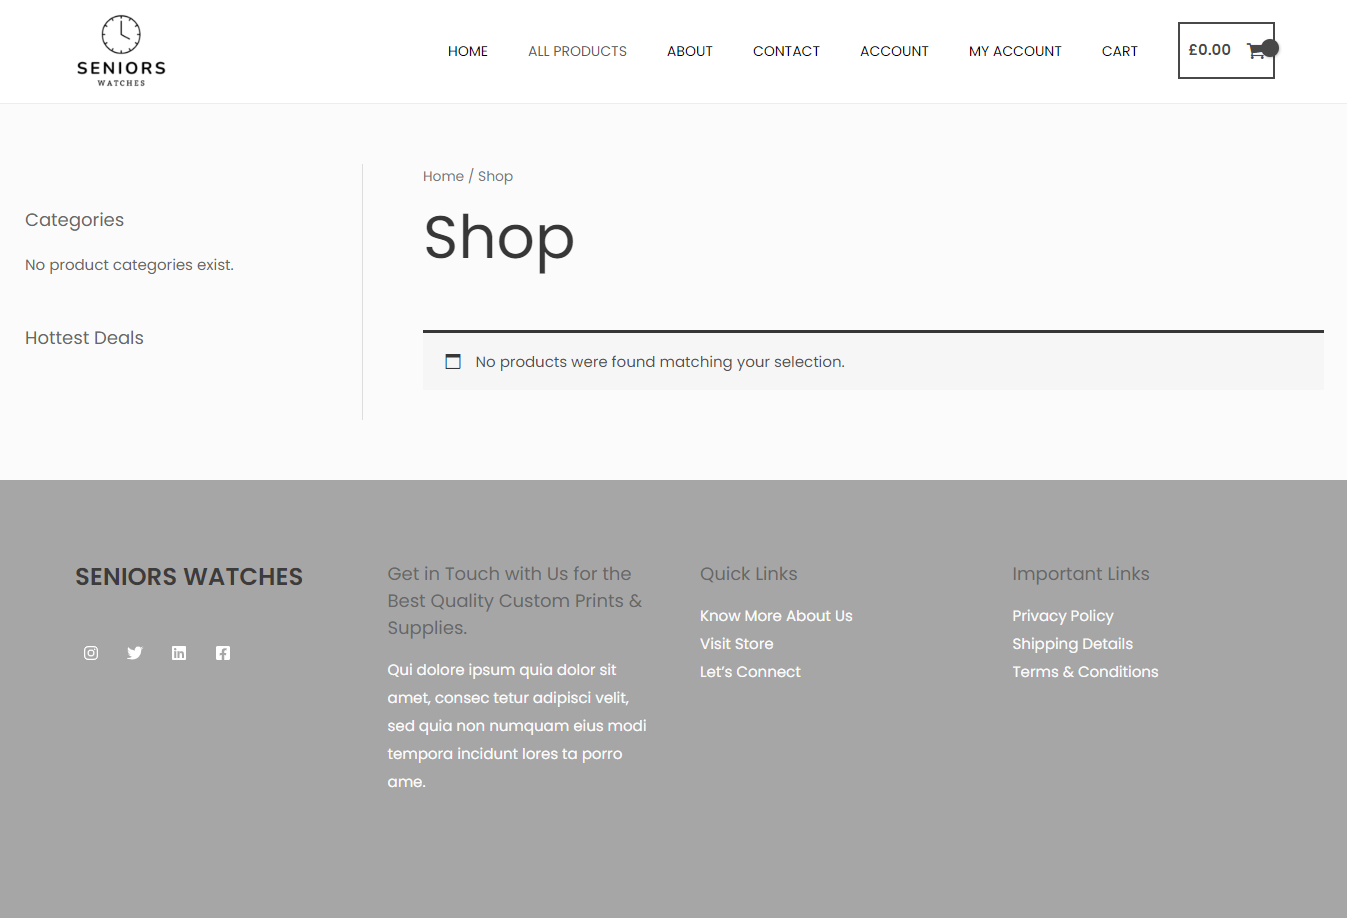 SENIORS
WATCHES
HOME
ALL PRODUCTS
ABOUT
CONTACT
ACCOUNT
MY ACCOUNT
CART
£0.00
Categories
No product categories exist.
Hottest Deals
Home / Shop
Shop
No products were found matching your selection.
SENIORS WATCHES
Get in Touch with Us for the
Best Quality Custom Prints &
Supplies.
Qui dolore ipsum quia dolor sit
amet, consec tetur adipisci velit,
sed quia non numquam eius modi
tempora incidunt lores ta porro
ame.
Quick Links
Know More About Us
Visit Store
Let’s Connect
Important Links
Privacy Policy
Shipping Details
Terms & Conditions